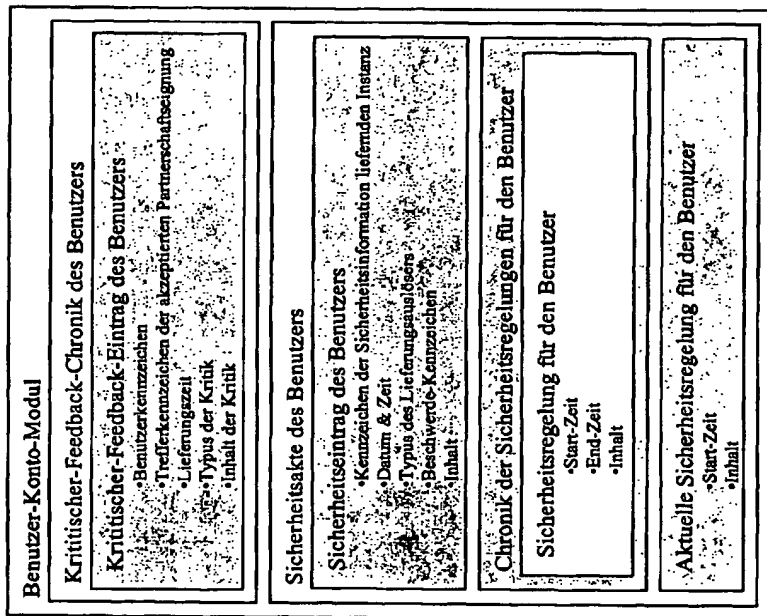 Benutzer-Konto-Modul
Krititischer-Feedback-Chronik des Benutzers
Krititischer-Feedback-Eintrag des Benutzers
•Benutzerkennzeichen
•Trefferkennzeichen der akzeptierten Partnerschaftseignung
•Lieferungszeit
•Typus der Kritik
•Inhalt der Kritik
Sicherheitsakte des Benutzers
Sicherheitseintrag des Benutzers
•Kennzeichen der Sicherheitsinformation liefernden Instanz
•Datum & Zeit
•Typus des Lieferungsauslösers
•Beschwerde-Kennzeichen
•Inhalt
Chronik der Sicherheitsregelungen für den Benutzer
Sicherheitsregelung für den Benutzer
•Start-Zeit
•End-Zeit
•Inhalt
Aktuelle Sicherheitsregelung für den Benutzer
•Start-Zeit
•Inhalt